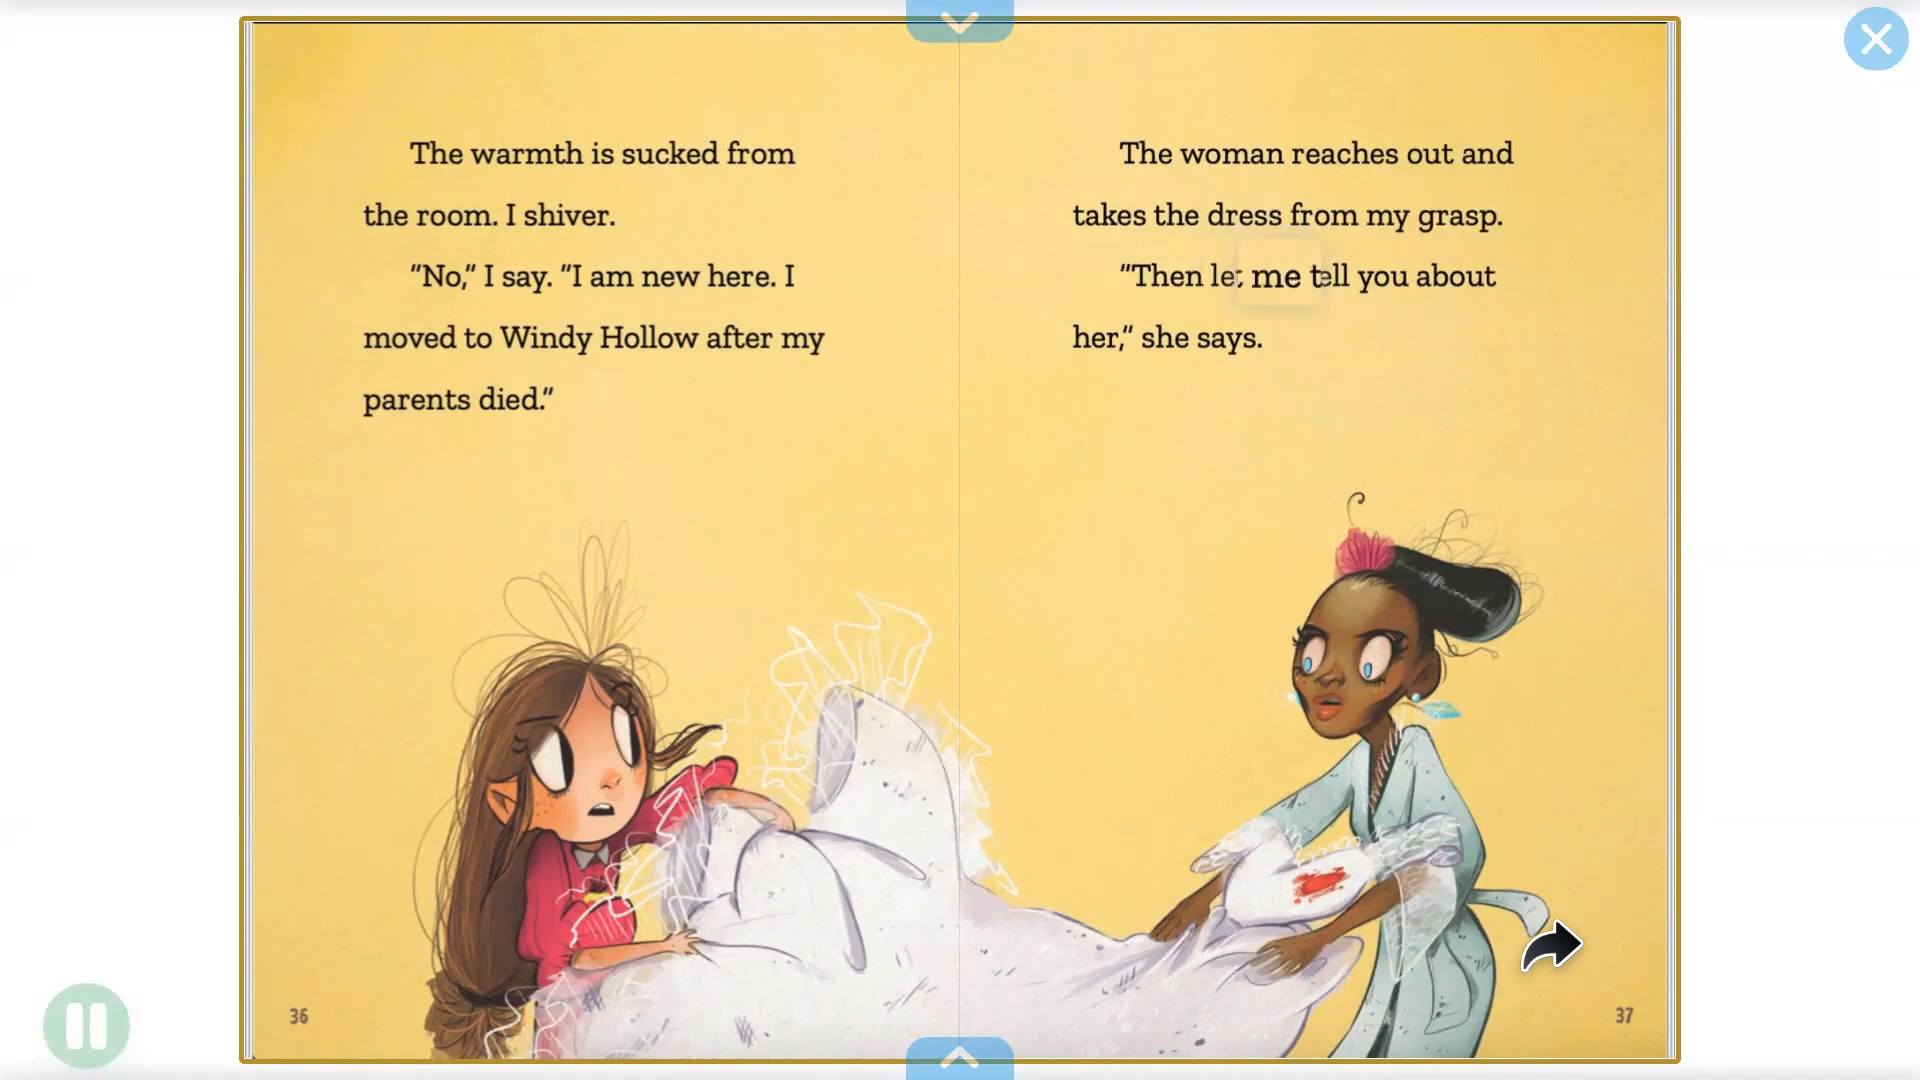 The warmth is sucked from
the room. I shiver.
"No," I say. "I am new here. I
moved to Windy Hollow after my
parents died."
36
The woman reaches out and
takes the dress from my grasp.
"Then let me tell you about
her," she says.
37